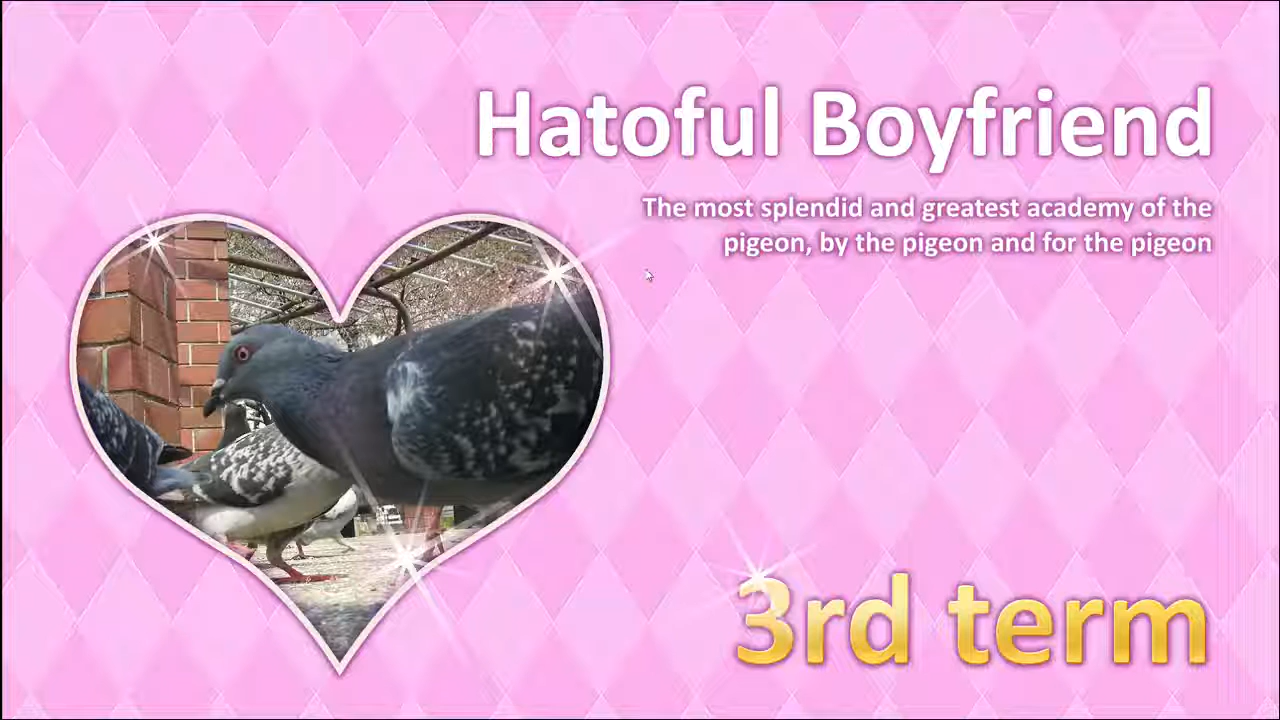 Hatoful Boyfriend
The most splendid and greatest academy of the
pigeon, by the pigeon and for the pigeon
3rd term